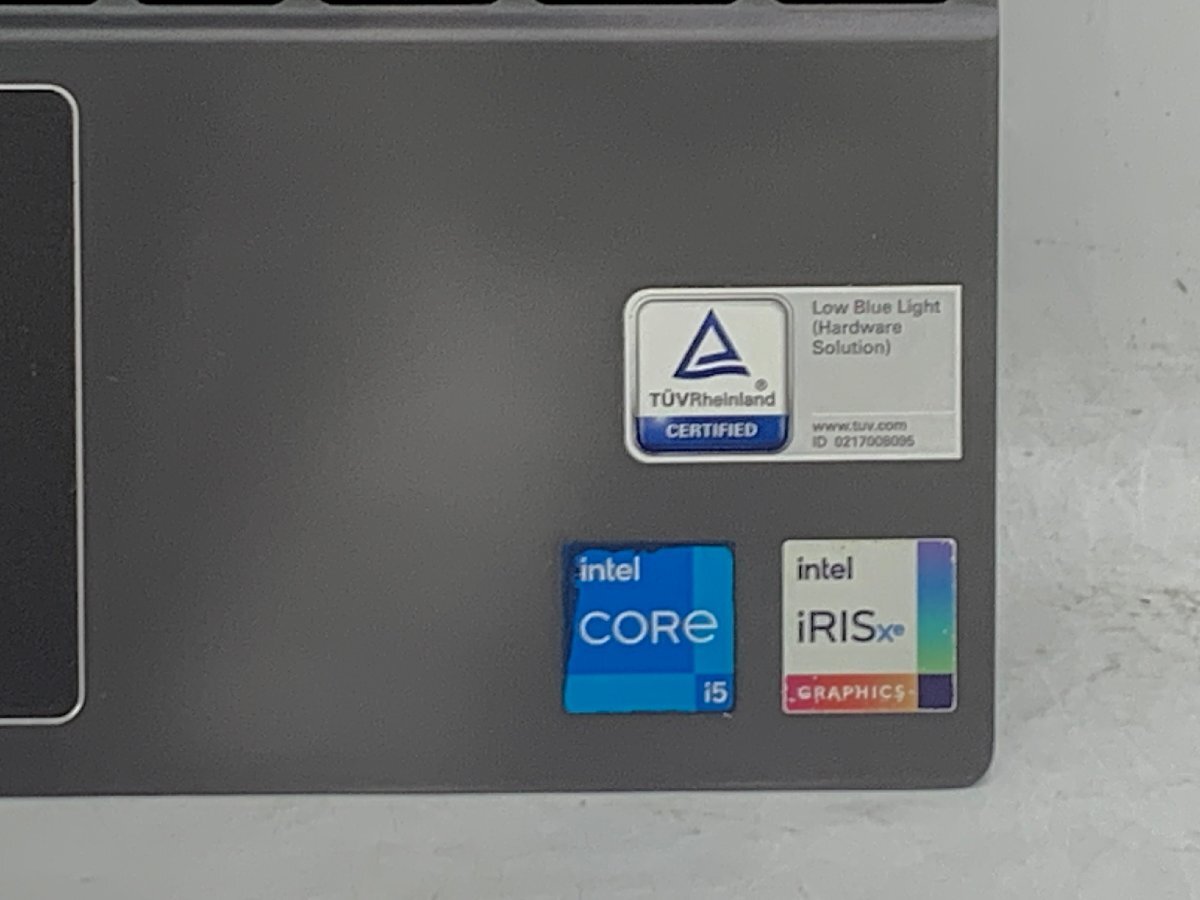 Low Blue Light
(Hardware
Solution)
®
TÜVRheinland
CERTIFIED
www.tuv.com
ID 0217008095
intel
CORe
i5
intel
iRISxe
GRAPHICS